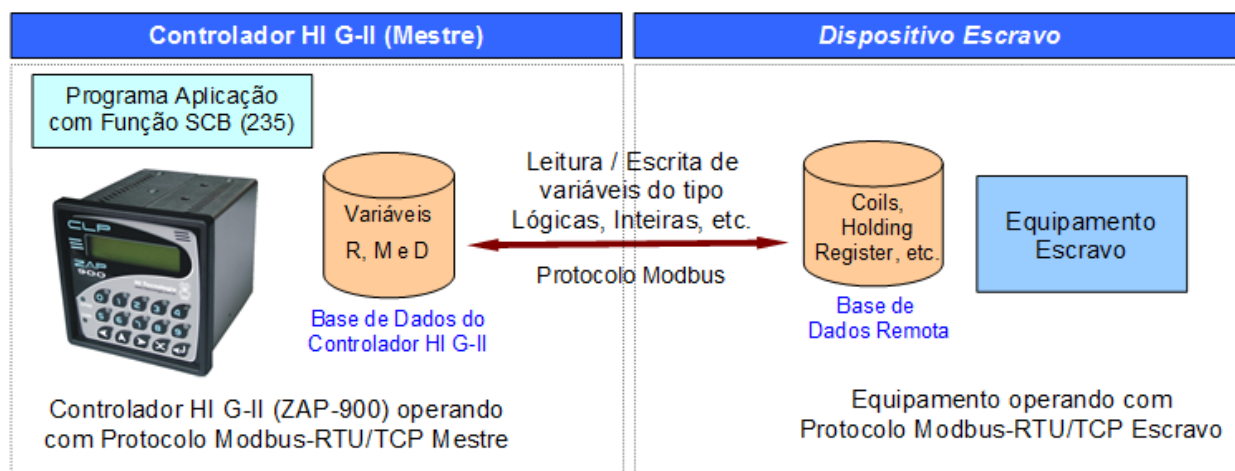 Controlador HI G-II (Mestre)
Dispositivo Escravo
Programa Aplicação
com Função SCB (235)
CLP
ZAP
900
Variáveis
R, M e D
Base de Dados do
Controlador HI G-II
Leitura / Escrita de
variáveis do tipo
Lógicas, Inteiras, etc.
Protocolo Modbus
Coils,
Holding
Register, etc.
Base de
Dados Remota
Equipamento
Escravo
Controlador HI G-II (ZAP-900) operando
com Protocolo Modbus-RTU/TCP Mestre
Equipamento operando com
Protocolo Modbus-RTU/TCP Escravo